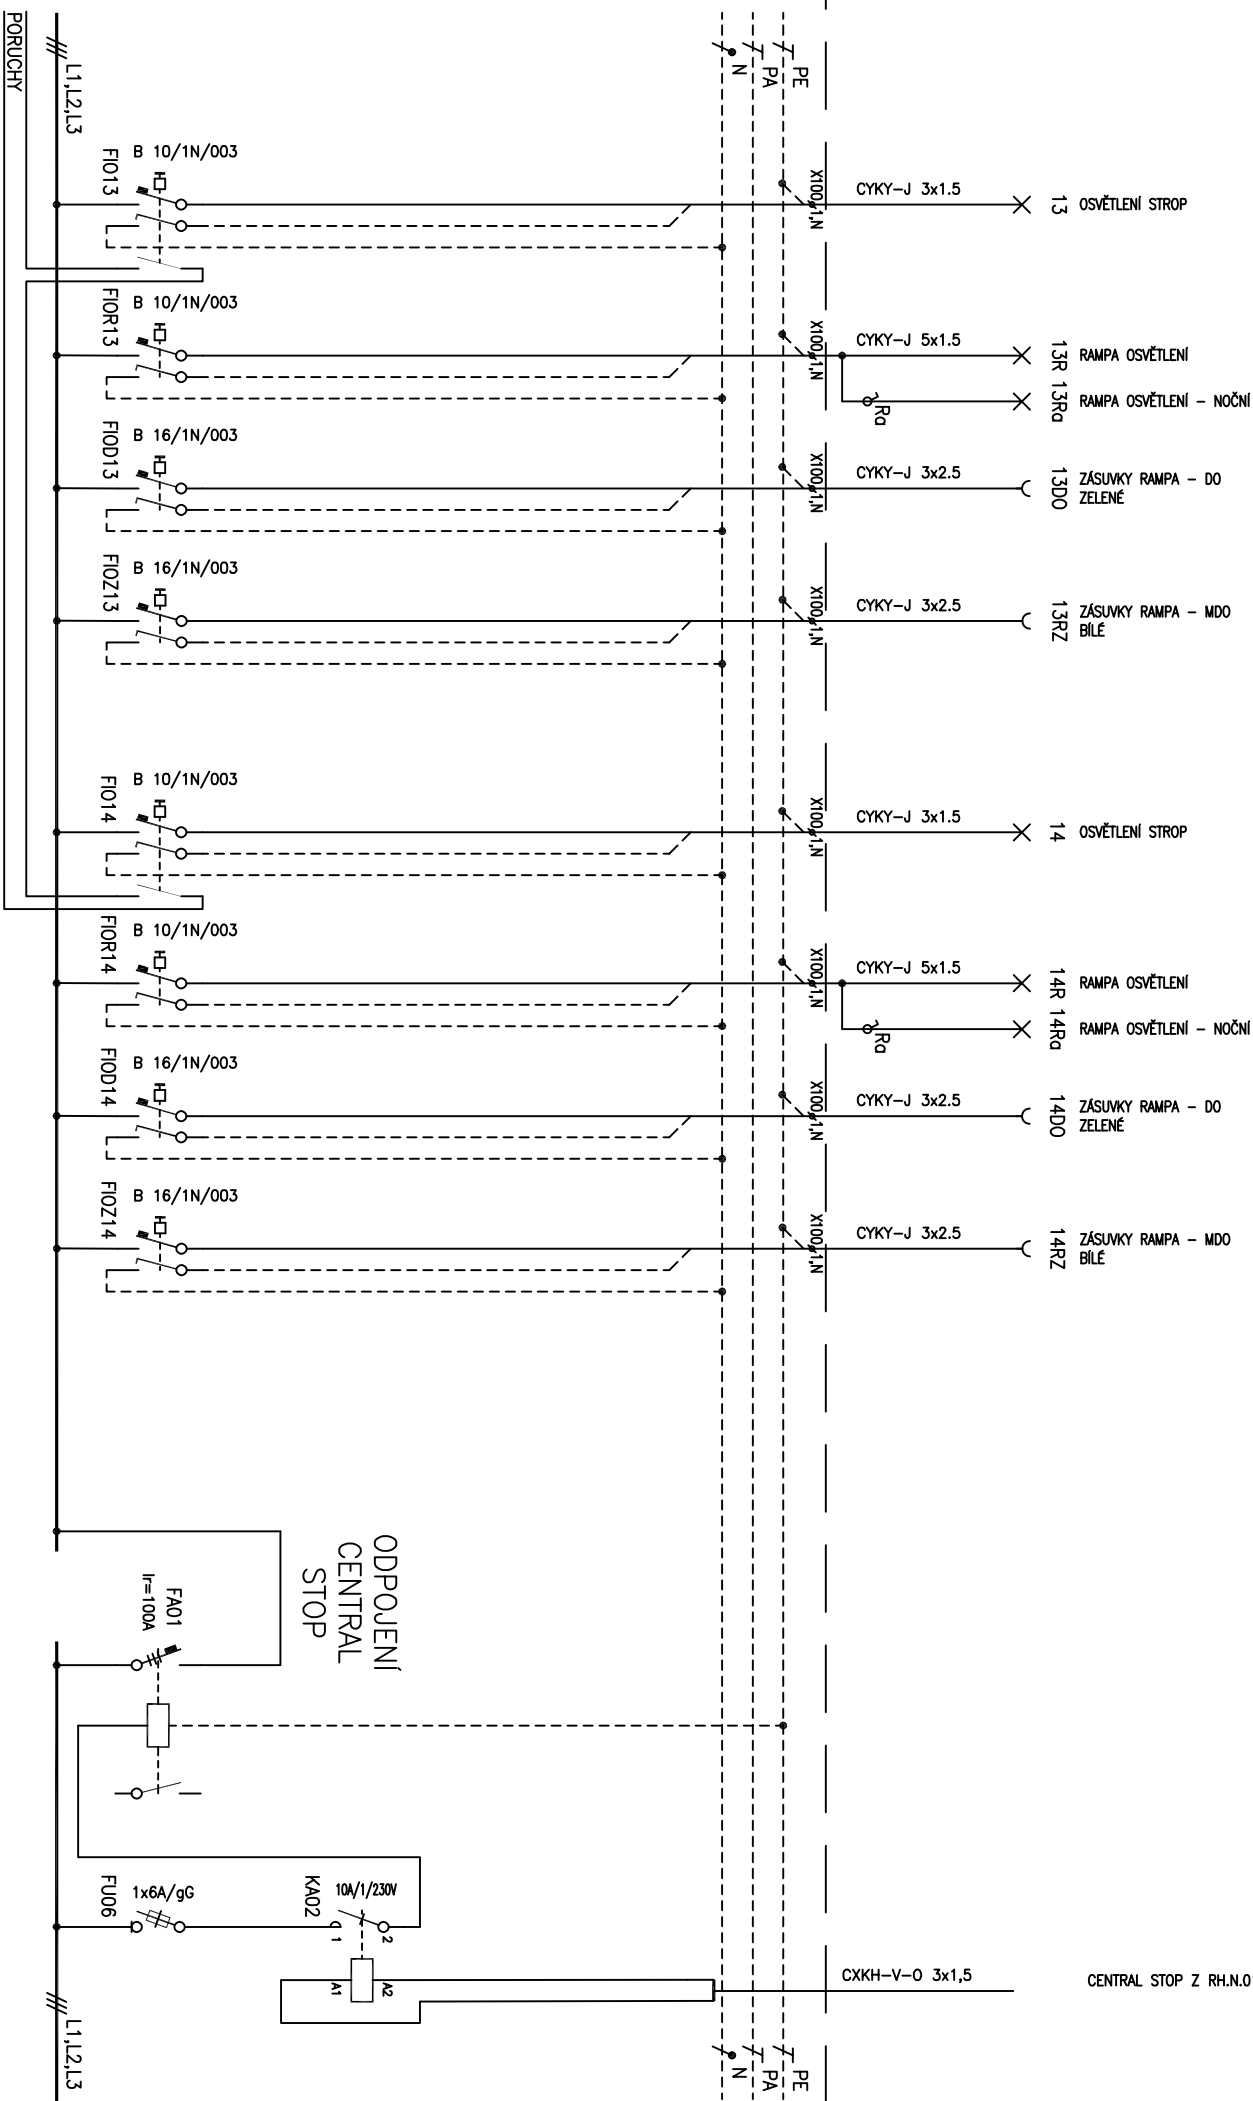 PORUCHY
L1,L2,L3
N
PA
PE
FIO13
B 10/1N/003
X100
1,N
CYKY-J 3x1.5
13
OSVĚTLENÍ STROP
FIOR13
B 10/1N/003
X100
1,N
CYKY-J 5x1.5
13R
RAMPA OSVĚTLENÍ
Ra
13Ra
RAMPA OSVĚTLENÍ - NOČNÍ
FIOD13
B 16/1N/003
X100
1,N
CYKY-J 3x2.5
13DO
ZÁSUVKY RAMPA - DO
ZELENÉ
FIOZ13
B 16/1N/003
X100
1,N
CYKY-J 3x2.5
13RZ
ZÁSUVKY RAMPA - MDO
BÍLÉ
FIO14
B 10/1N/003
X100
1,N
CYKY-J 3x1.5
14
OSVĚTLENÍ STROP
FIOR14
B 10/1N/003
X100
1,N
CYKY-J 5x1.5
14R
RAMPA OSVĚTLENÍ
Ra
14Ra
RAMPA OSVĚTLENÍ - NOČNÍ
FIOD14
B 16/1N/003
X100
1,N
CYKY-J 3x2.5
14DO
ZÁSUVKY RAMPA - DO
ZELENÉ
FIOZ14
B 16/1N/003
X100
1,N
CYKY-J 3x2.5
14RZ
ZÁSUVKY RAMPA - MDO
BÍLÉ
ODPOJENÍ
CENTRAL
STOP
FA01
Ir=100A
FU06
1x6A/gG
KA02
10A/1/230V
1
2
A1
A2
CXKH-V-O 3x1,5
CENTRAL STOP Z RH.N.0
L1,L2,L3
N
PA
PE